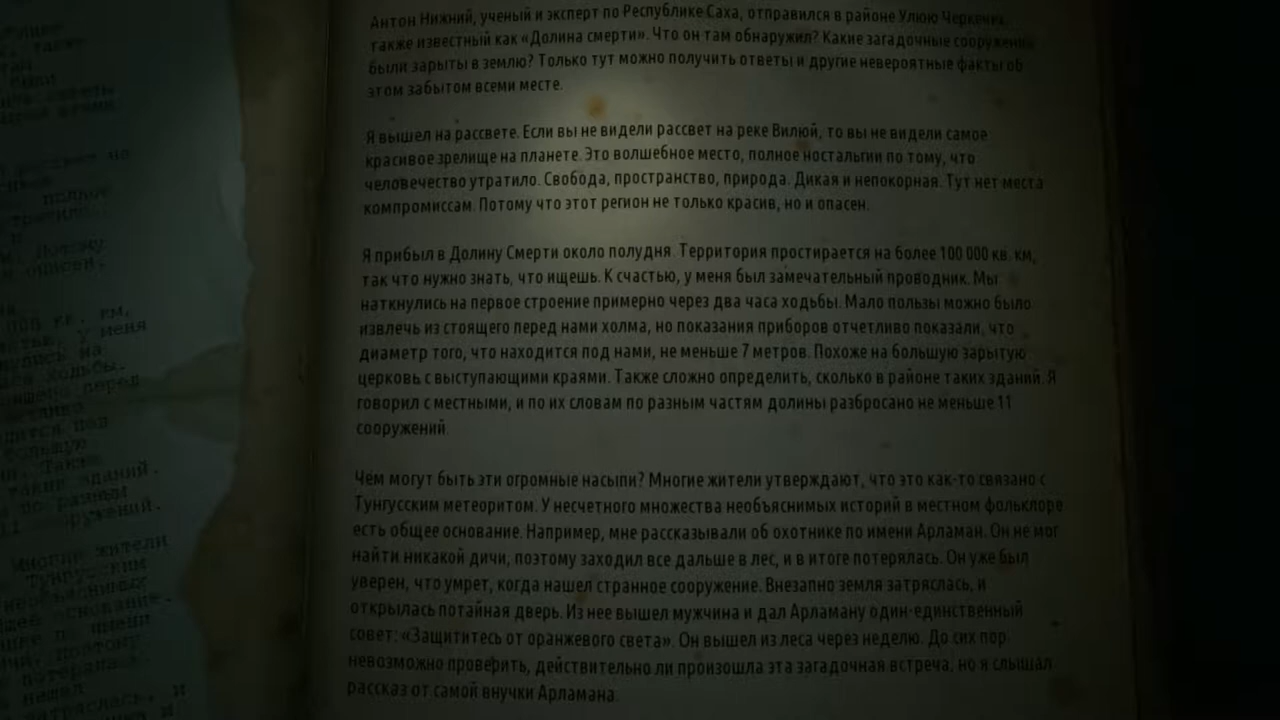 Антон Нижний, ученый и эксперт по Республике Саха, отправился в районе Улюю Черкечех,
также известный как «Долина смерти». Что он там обнаружил? Какие загадочные сооружения
были зарыты в землю? Только тут можно получить ответы и другие невероятные факты об
этом забытом всеми месте.
Я вышел на рассвете. Если вы не видели рассвет на реке Вилюй, то вы не видели самое
красивое зрелище на планете. Это волшебное место, полное ностальгии по тому, что
человечество утратило. Свобода, пространство, природа. Дикая и непокорная. Тут нет места
компромиссам. Потому что этот регион не только красив, но и опасен.
Я прибыл в Долину Смерти около полудня. Территория простирается на более 100 000 кв. км,
так что нужно знать, что ищешь. К счастью, у меня был замечательный проводник. Мы
наткнулись на первое строение примерно через два часа ходьбы. Мало пользы можно было
извлечь из стоящего перед нами холма, но показания приборов отчетливо показали, что
диаметр того, что находится под нами, не меньше 7 метров. Похоже на большую зарытую
церковь с выступающими краями. Также сложно определить, сколько в районе таких зданий. Я
говорил с местными, и по их словам по разным частям долины разбросано не меньше 11
сооружений.
Чем могут быть эти огромные насыпи? Многие жители утверждают, что это как-то связано с
Тунгусским метеоритом. У несчетного множества необъяснимых историй в местном фольклоре
есть общее основание. Например, мне рассказывали об охотнике по имени Арламан. Он не мог
найти никакой дичи, поэтому заходил все дальше в лес, и в итоге потерялась. Он уже был
уверен, что умрет, когда нашел странное сооружение. Внезапно земля затряслась, и
открылась потайная дверь. Из нее вышел мужчина и дал Арламану один-единственный
совет: «Защититесь от оранжевого света». Он вышел из леса через неделю. До сих пор
невозможно проверить, действительно ли произошла эта загадочная встреча, но я слышал
рассказ от самой внучки Арламана.